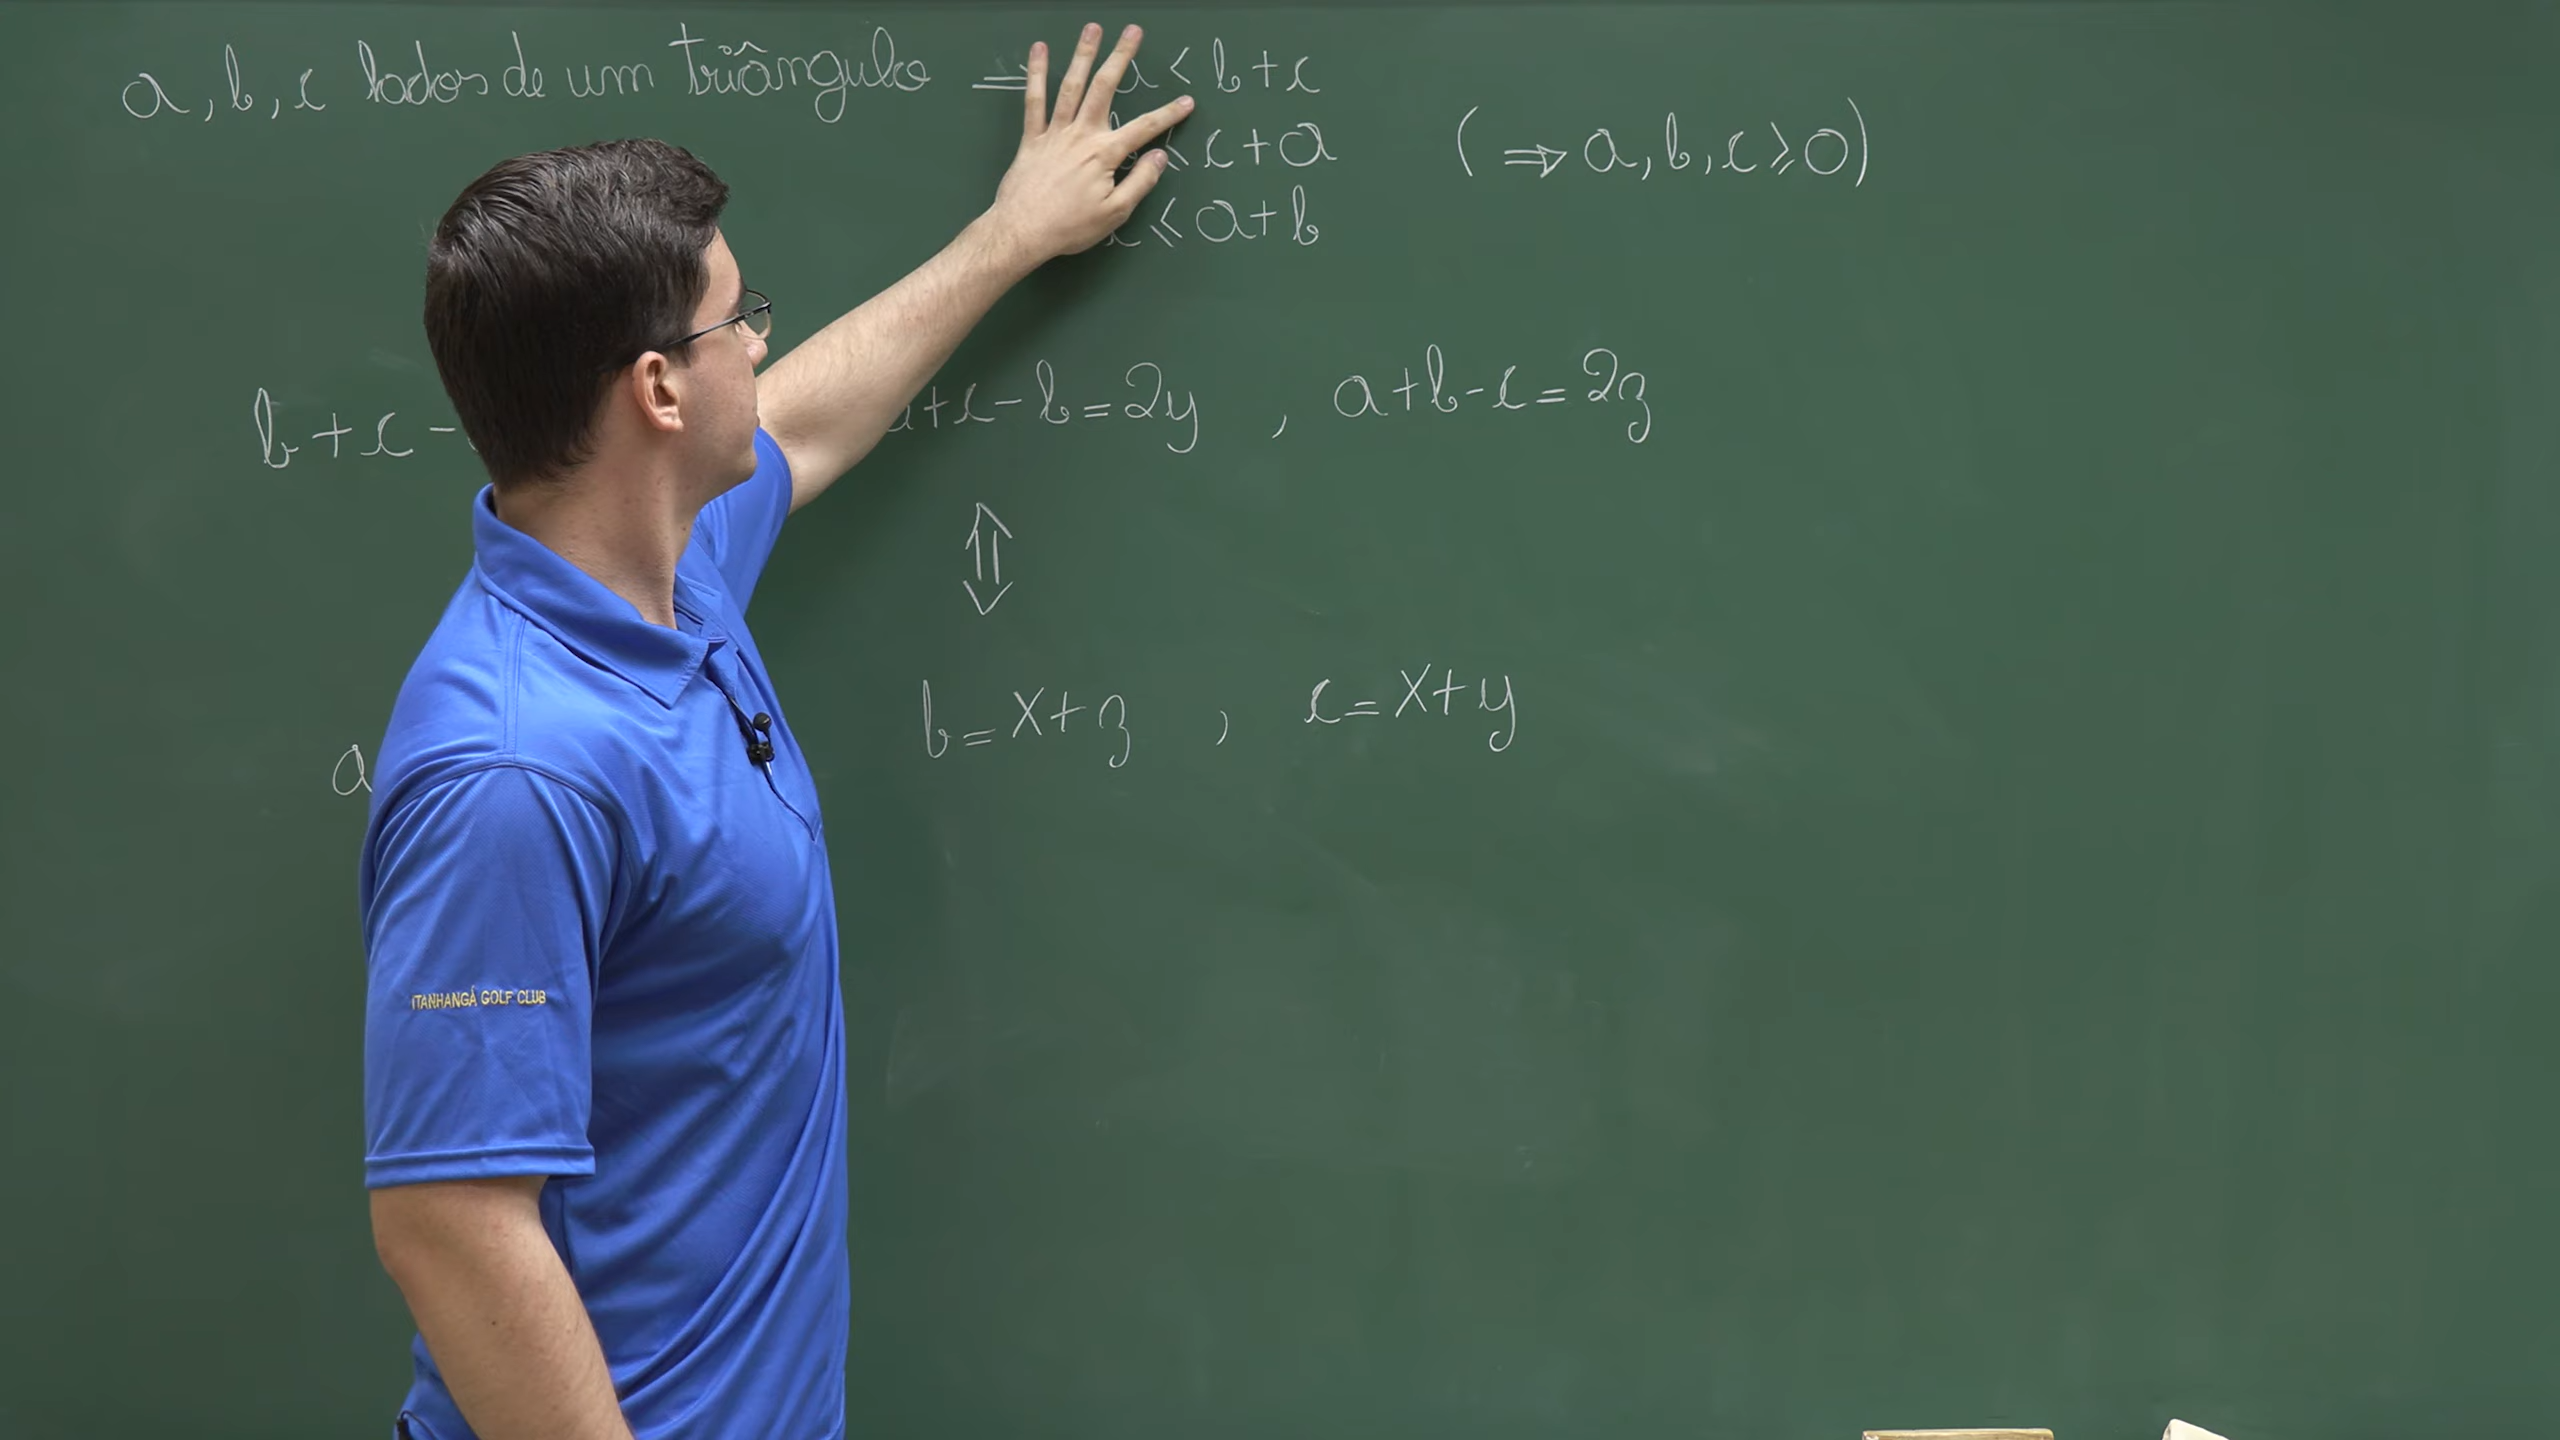 a, b, c lados de um triângulo ⇒ a < b+c
b ⩽ c+a (⇒ a, b, c ⩾ 0)
c ⩽ a+b
b+c- a+c-b=2y , a+b-c=2z
⇕
a b=x+z , c=x+y
ITANHANGÁ GOLF CLUB